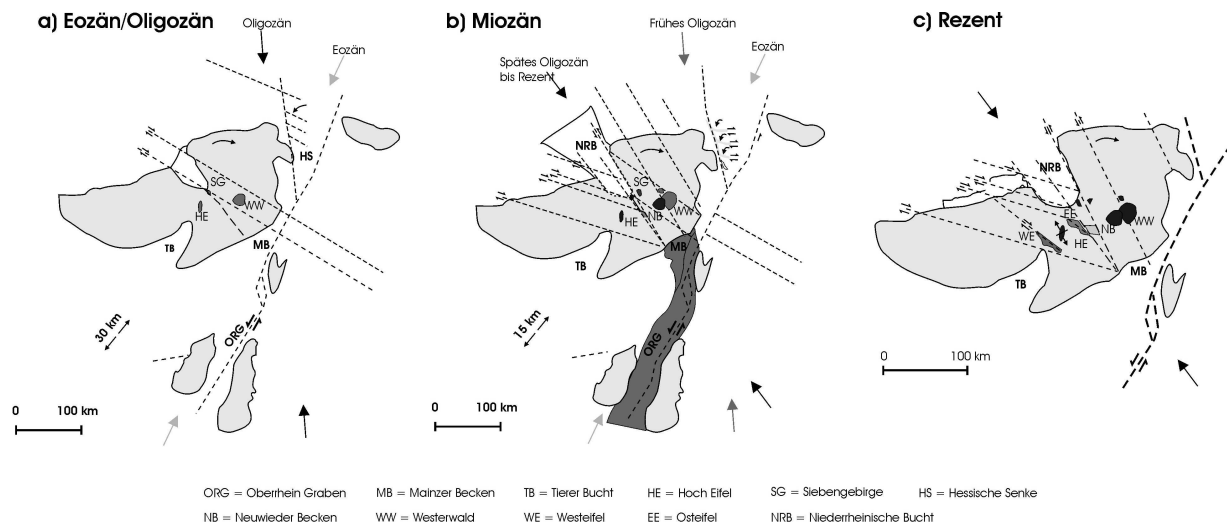 a) Eozän/Oligozän
Oligozän
Eozän
HS
SG
WW
HE
TB
MB
30 km
ORG
0 100 km
b) Miozän
Frühes Oligozän
Eozän
Spätes Oligozän
bis Rezent
NRB
SG
WW
NB
HE
MB
TB
15 km
ORG
0 100 km
c) Rezent
NRB
EE
WW
NB
WE
HE
MB
TB
0 100 km
ORG = Oberrhein Graben MB = Mainzer Becken TB = Tierer Bucht HE = Hoch Eifel SG = Siebengebirge HS = Hessische Senke
NB = Neuwieder Becken WW = Westerwald WE = Westeifel EE = Osteifel NRB = Niederrheinische Bucht